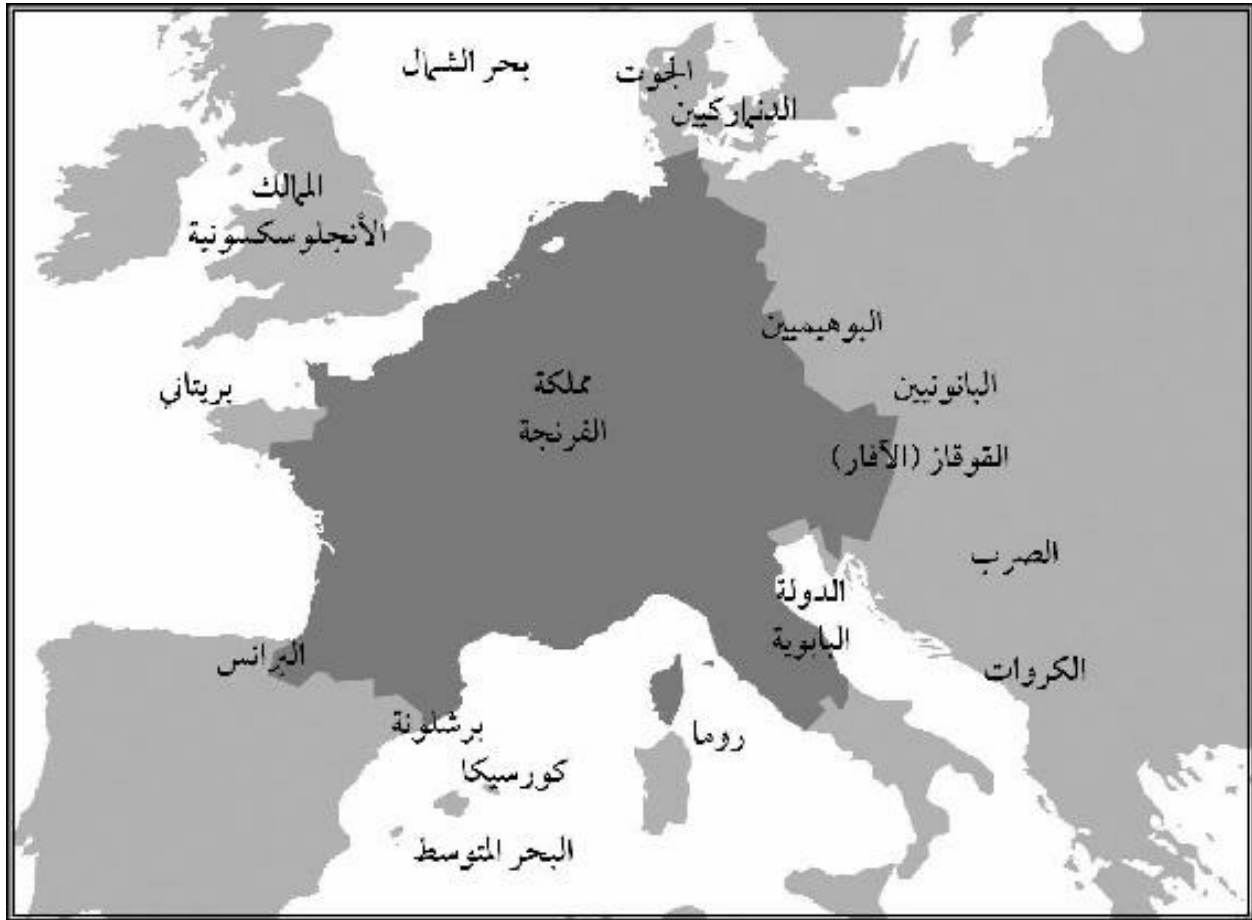 بحر الشمال
الجوت
الدنماركيين
الممالك
الأنجلوسكسونية
البوهيميين
بريتاني
مملكة
الفرنجة
البانونيين
القوقاز (الآفار)
الصرب
الدولة
البابوية
البرانس
الكروات
برشلونة
روما
كورسيكا
البحر المتوسط